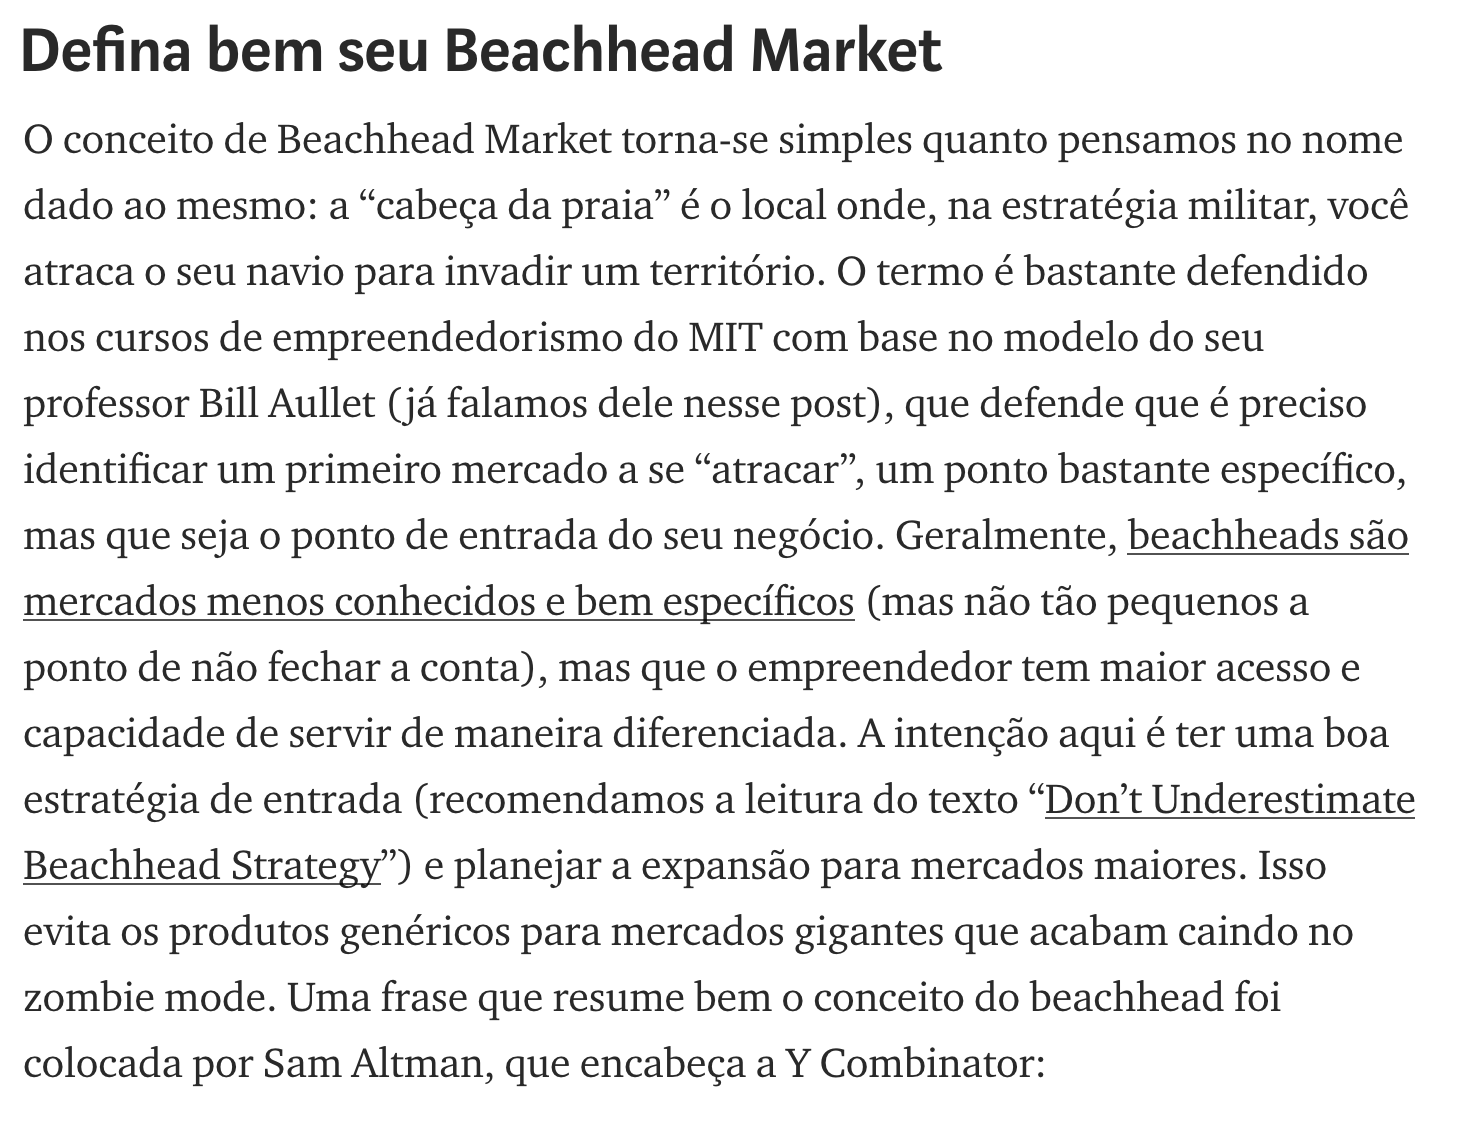 Defina bem seu Beachhead Market
O conceito de Beachhead Market torna-se simples quanto pensamos no nome
dado ao mesmo: a “cabeça da praia” é o local onde, na estratégia militar, você
atraca o seu navio para invadir um território. O termo é bastante defendido
nos cursos de empreendedorismo do MIT com base no modelo do seu
professor Bill Aullet (já falamos dele nesse post), que defende que é preciso
identificar um primeiro mercado a se “atracar”, um ponto bastante específico,
mas que seja o ponto de entrada do seu negócio. Geralmente, beachheads são
mercados menos conhecidos e bem específicos (mas não tão pequenos a
ponto de não fechar a conta), mas que o empreendedor tem maior acesso e
capacidade de servir de maneira diferenciada. A intenção aqui é ter uma boa
estratégia de entrada (recomendamos a leitura do texto “Don’t Underestimate
Beachhead Strategy”) e planejar a expansão para mercados maiores. Isso
evita os produtos genéricos para mercados gigantes que acabam caindo no
zombie mode. Uma frase que resume bem o conceito do beachhead foi
colocada por Sam Altman, que encabeça a Y Combinator: